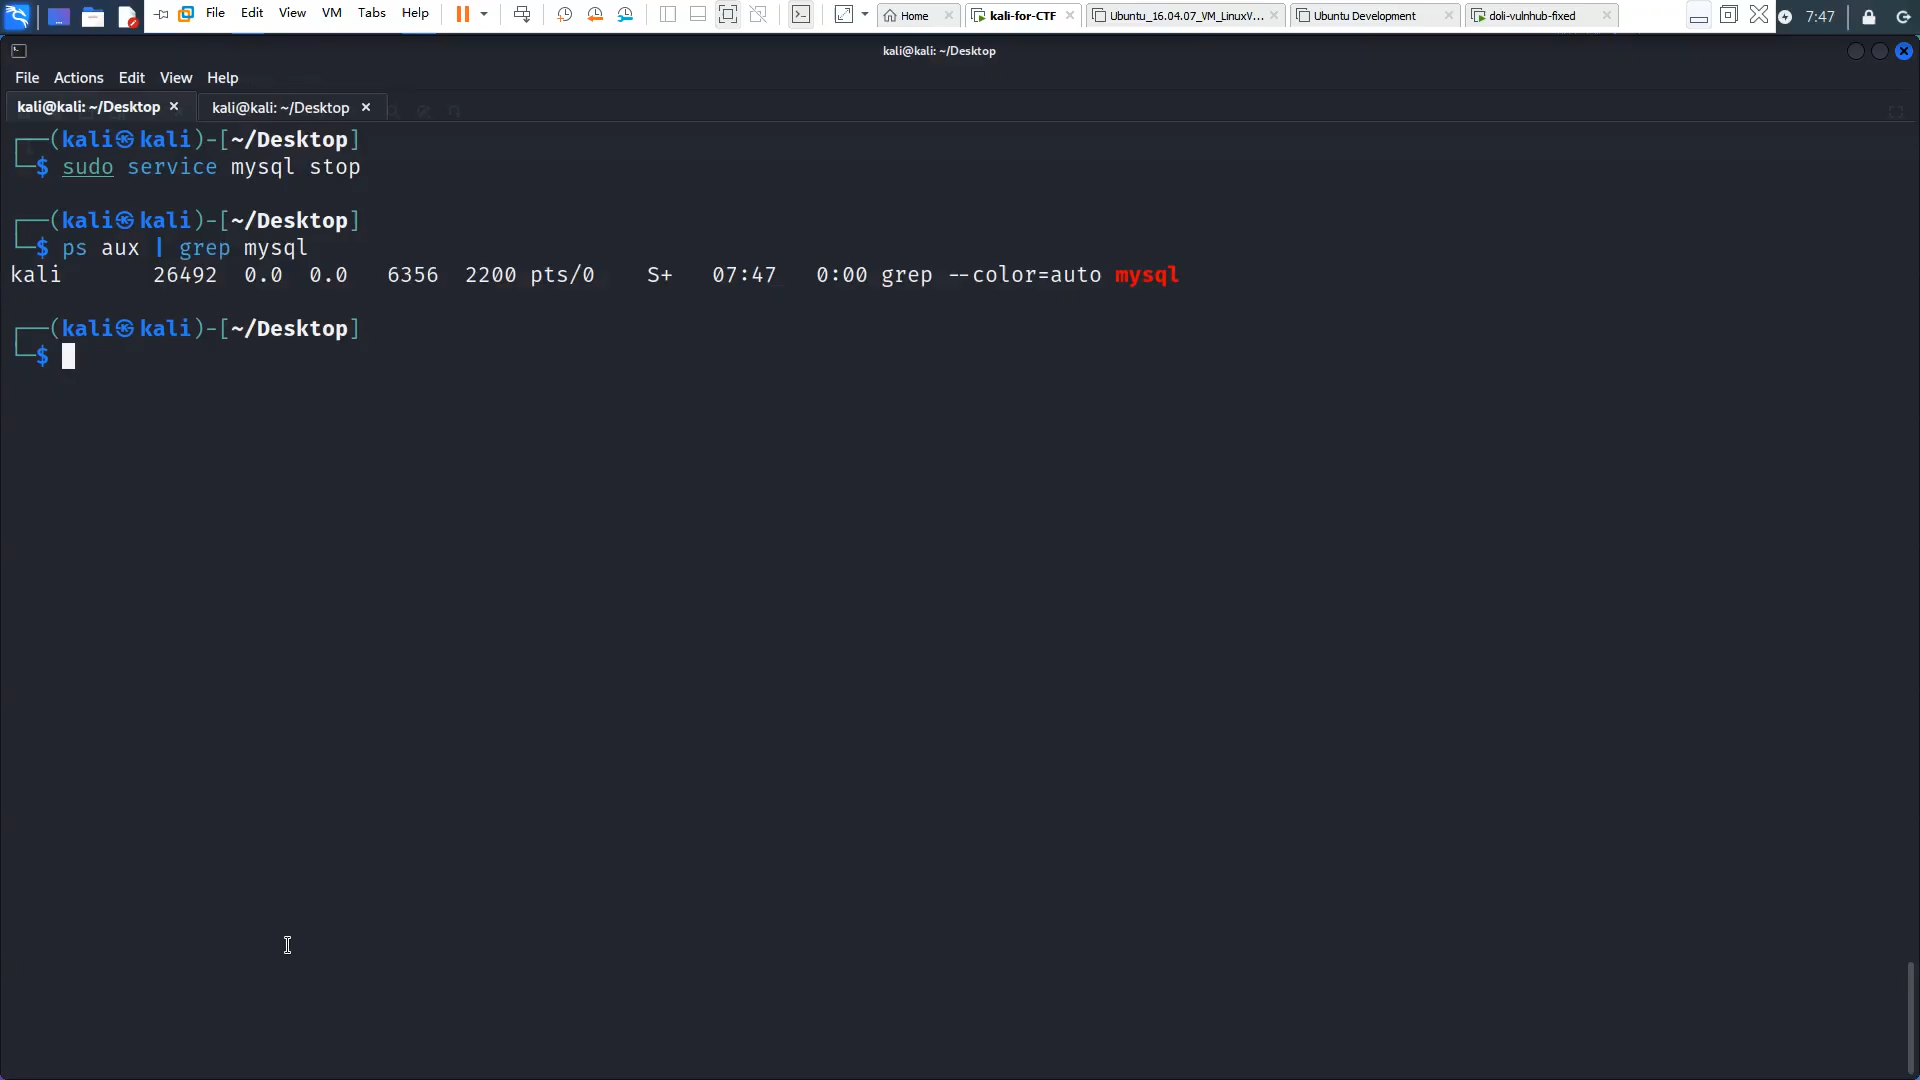 File Edit View VM Tabs Help Home kali-for-CTF Ubuntu_16.04.07_VM_LinuxV... Ubuntu Development doli-vulnhub-fixed 7:47
kali@kali: ~/Desktop
File Actions Edit View Help
kali@kali: ~/Desktop kali@kali: ~/Desktop
┌──(kali㉿kali)-[~/Desktop]
└─$ sudo service mysql stop
┌──(kali㉿kali)-[~/Desktop]
└─$ ps aux | grep mysql
kali 26492 0.0 0.0 6356 2200 pts/0 S+ 07:47 0:00 grep --color=auto mysql
┌──(kali㉿kali)-[~/Desktop]
└─$